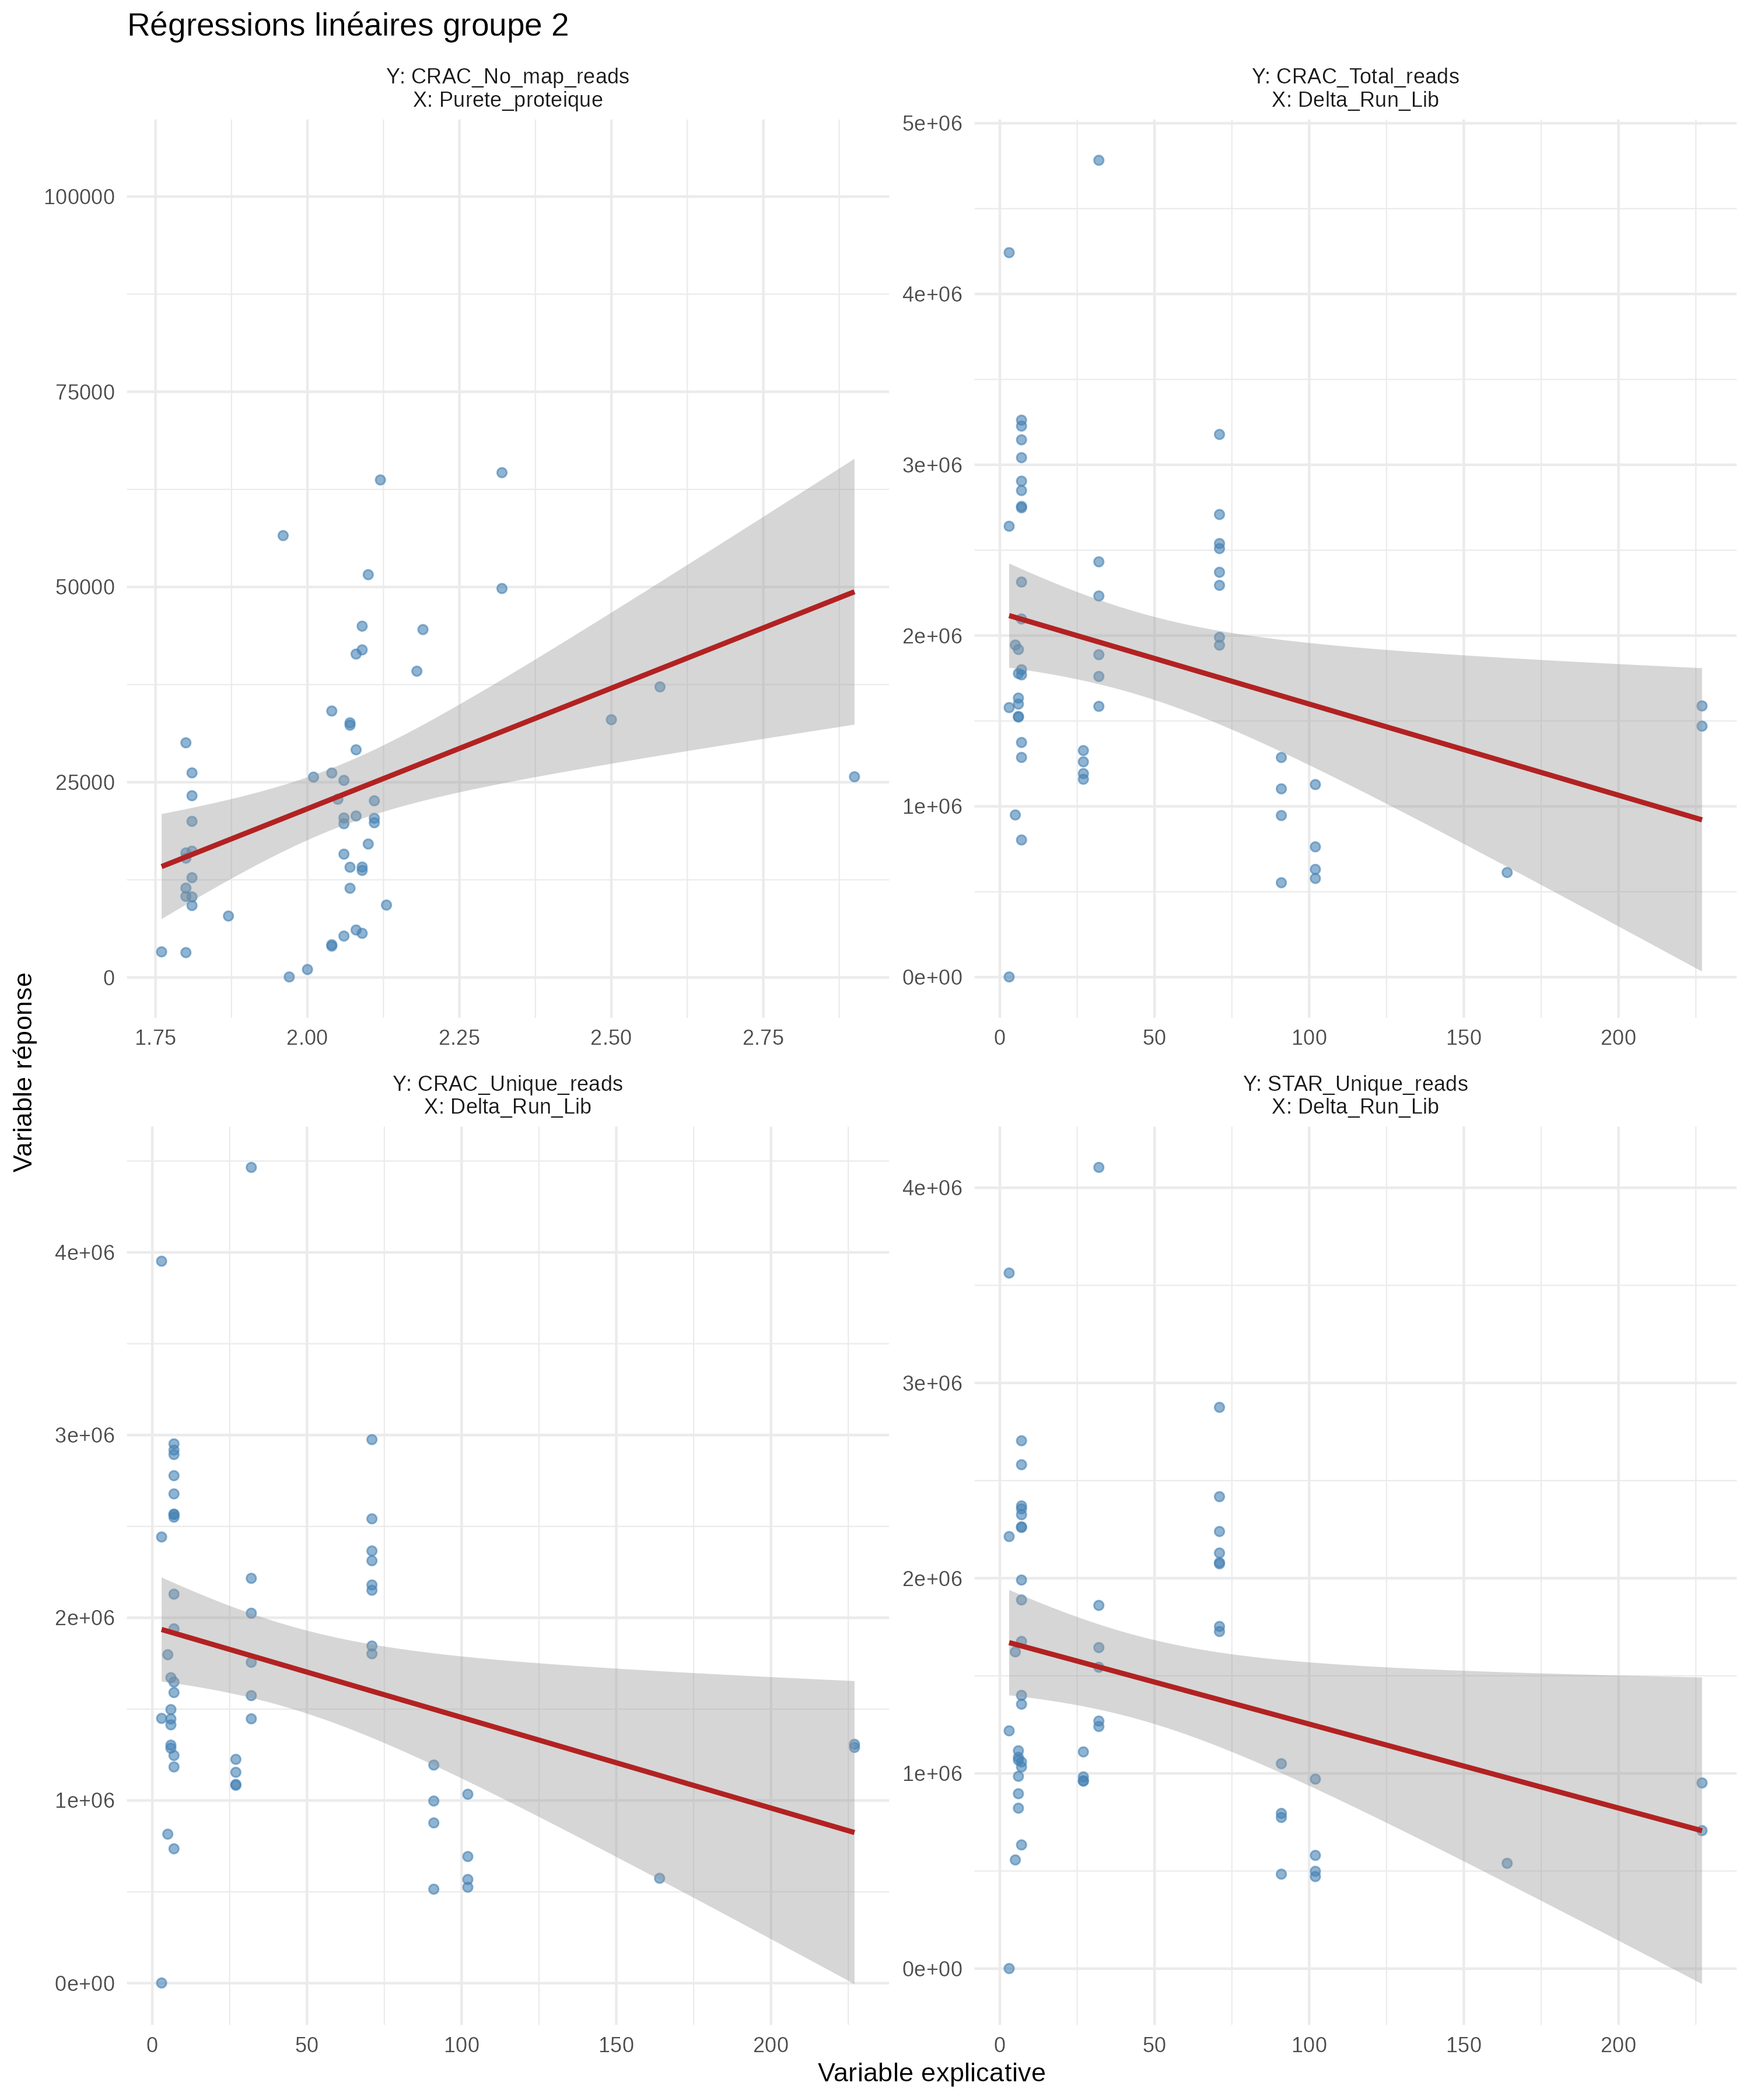 Régressions linéaires groupe 2
Y: CRAC_No_map_reads
X: Purete_proteique
100000
75000
50000
25000
0
1.75 2.00 2.25 2.50 2.75
Y: CRAC_Total_reads
X: Delta_Run_Lib
5e+06
4e+06
3e+06
2e+06
1e+06
0e+00
0 50 100 150 200
Variable réponse
Y: CRAC_Unique_reads
X: Delta_Run_Lib
4e+06
3e+06
2e+06
1e+06
0e+00
0 50 100 150 200
Y: STAR_Unique_reads
X: Delta_Run_Lib
4e+06
3e+06
2e+06
1e+06
0e+00
0 50 100 150 200
Variable explicative